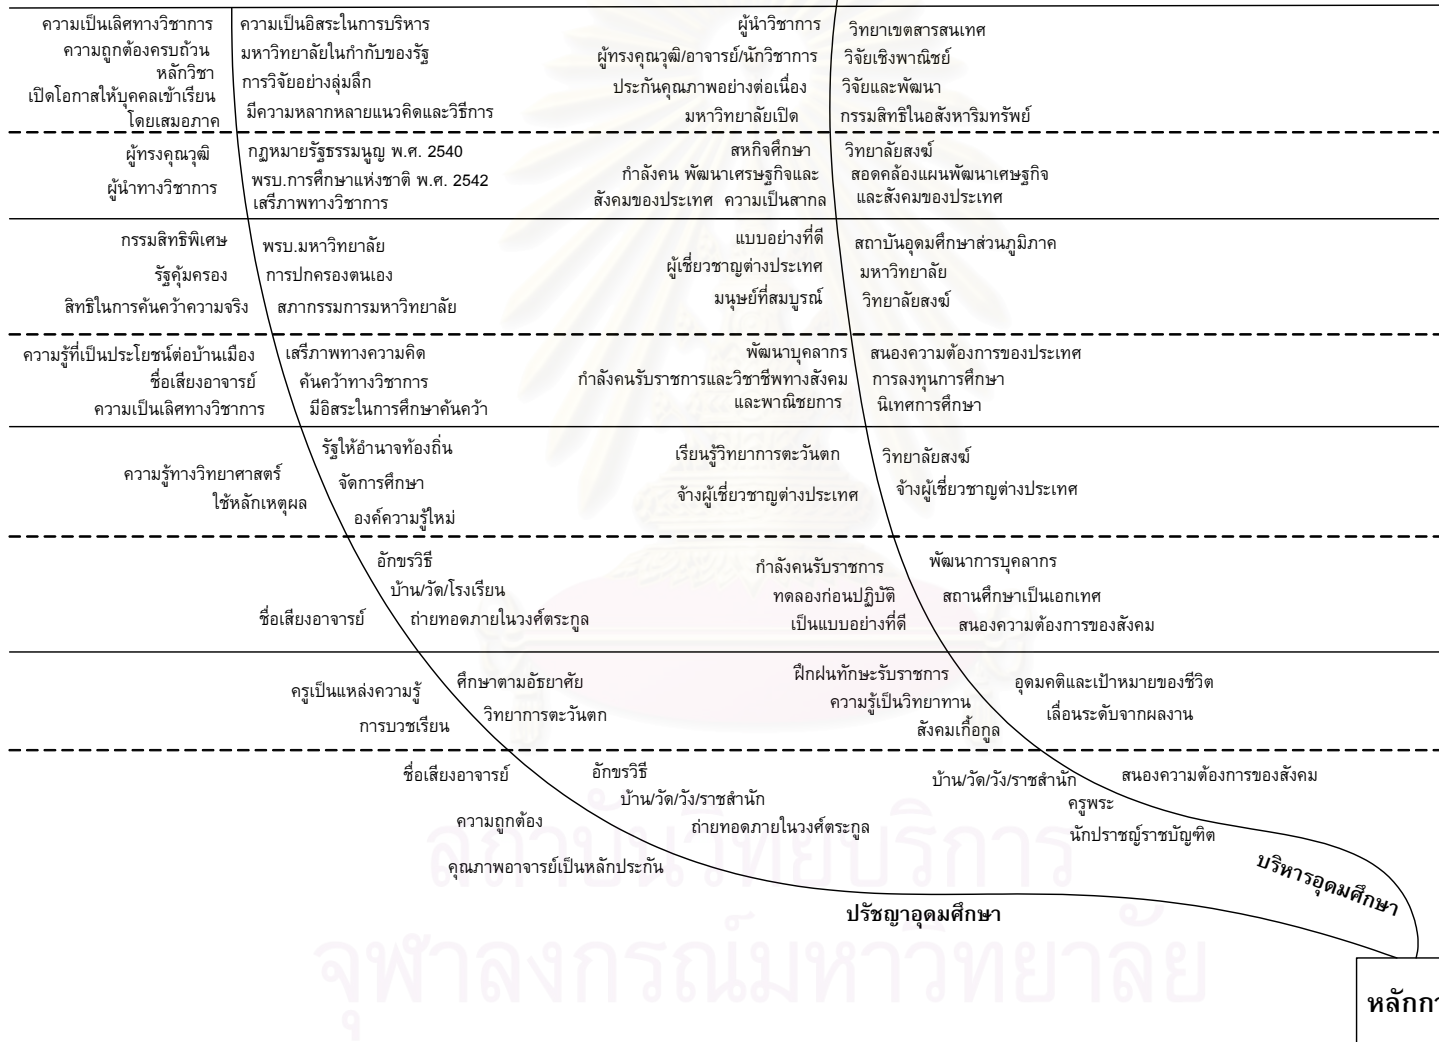 ความเป็นเลิศทางวิชาการ
ความถูกต้องครบถ้วน
หลักวิชา
เปิดโอกาสให้บุคคลเข้าเรียน
โดยเสมอภาค
ความเป็นอิสระในการบริหาร
มหาวิทยาลัยในกำกับของรัฐ
การวิจัยอย่างลุ่มลึก
มีความหลากหลายแนวคิดและวิธีการ
ผู้นำวิชาการ
ผู้ทรงคุณวุฒิ/อาจารย์/นักวิชาการ
ประกันคุณภาพอย่างต่อเนื่อง
มหาวิทยาลัยเปิด
วิทยาเขตสารสนเทศ
วิจัยเชิงพาณิชย์
วิจัยและพัฒนา
กรรมสิทธิในอสังหาริมทรัพย์
ผู้ทรงคุณวุฒิ
ผู้นำทางวิชาการ
กฎหมายรัฐธรรมนูญ พ.ศ. 2540
พรบ.การศึกษาแห่งชาติ พ.ศ. 2542
เสรีภาพทางวิชาการ
สหกิจศึกษา
กำลังคน พัฒนาเศรษฐกิจและ
สังคมของประเทศ ความเป็นสากล
วิทยาลัยสงฆ์
สอดคล้องแผนพัฒนาเศรษฐกิจ
และสังคมของประเทศ
กรรมสิทธิพิเศษ
รัฐคุ้มครอง
สิทธิในการค้นคว้าความจริง
พรบ.มหาวิทยาลัย
การปกครองตนเอง
สภากรรมการมหาวิทยาลัย
แบบอย่างที่ดี
ผู้เชี่ยวชาญต่างประเทศ
มนุษย์ที่สมบูรณ์
สถาบันอุดมศึกษาส่วนภูมิภาค
มหาวิทยาลัย
วิทยาลัยสงฆ์
ความรู้ที่เป็นประโยชน์ต่อบ้านเมือง
ชื่อเสียงอาจารย์
ความเป็นเลิศทางวิชาการ
เสรีภาพทางความคิด
ค้นคว้าทางวิชาการ
มีอิสระในการศึกษาค้นคว้า
พัฒนาบุคลากร
กำลังคนรับราชการและวิชาชีพทางสังคม
และพาณิชยการ
สนองความต้องการของประเทศ
การลงทุนการศึกษา
นิเทศการศึกษา
ความรู้ทางวิทยาศาสตร์
ใช้หลักเหตุผล
รัฐให้อำนาจท้องถิ่น
จัดการศึกษา
องค์ความรู้ใหม่
เรียนรู้วิทยาการตะวันตก
จ้างผู้เชี่ยวชาญต่างประเทศ
วิทยาลัยสงฆ์
จ้างผู้เชี่ยวชาญต่างประเทศ
ชื่อเสียงอาจารย์
อักขรวิธี
บ้าน/วัด/โรงเรียน
ถ่ายทอดภายในวงศ์ตระกูล
กำลังคนรับราชการ
ทดลองก่อนปฏิบัติ
เป็นแบบอย่างที่ดี
พัฒนาการบุคลากร
สถานศึกษาเป็นเอกเทศ
สนองความต้องการของสังคม
ครูเป็นแหล่งความรู้
การบวชเรียน
ศึกษาตามอัธยาศัย
วิทยาการตะวันตก
ฝึกฝนทักษะรับราชการ
ความรู้เป็นวิทยาทาน
สังคมเกื้อกูล
อุดมคติและเป้าหมายของชีวิต
เลื่อนระดับจากผลงาน
ชื่อเสียงอาจารย์
ความถูกต้อง
คุณภาพอาจารย์เป็นหลักประกัน
อักขรวิธี
บ้าน/วัด/วัง/ราชสำนัก
ถ่ายทอดภายในวงศ์ตระกูล
บ้าน/วัด/วัง/ราชสำนัก
ครูพระ
นักปราชญ์ราชบัญฑิต
สนองความต้องการของสังคม
บริหารอุดมศึกษา
ปรัชญาอุดมศึกษา
สถาบันวิทยบริการ
จุฬาลงกรณ์มหาวิทยาลัย